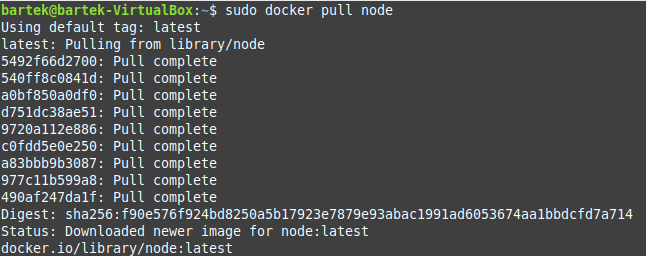 bartek@bartek-VirtualBox:~$ sudo docker pull node
Using default tag: latest
latest: Pulling from library/node
5492f66d2700: Pull complete
540ff8c0841d: Pull complete
a0bf850a0df0: Pull complete
d751dc38ae51: Pull complete
9720a112e886: Pull complete
c0fdd5e0e250: Pull complete
a83bbb9b3087: Pull complete
977c11b599a8: Pull complete
490af247da1f: Pull complete
Digest: sha256:f90e576f924bd8250a5b17923e7879e93abac1991ad6053674aa1bbdcfd7a714
Status: Downloaded newer image for node:latest
docker.io/library/node:latest